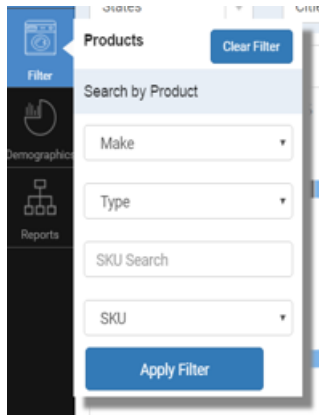 States
Products
Clear Filter
Filter
Search by Product
Make
Demographics
Type
Reports
SKU Search
SKU
Apply Filter